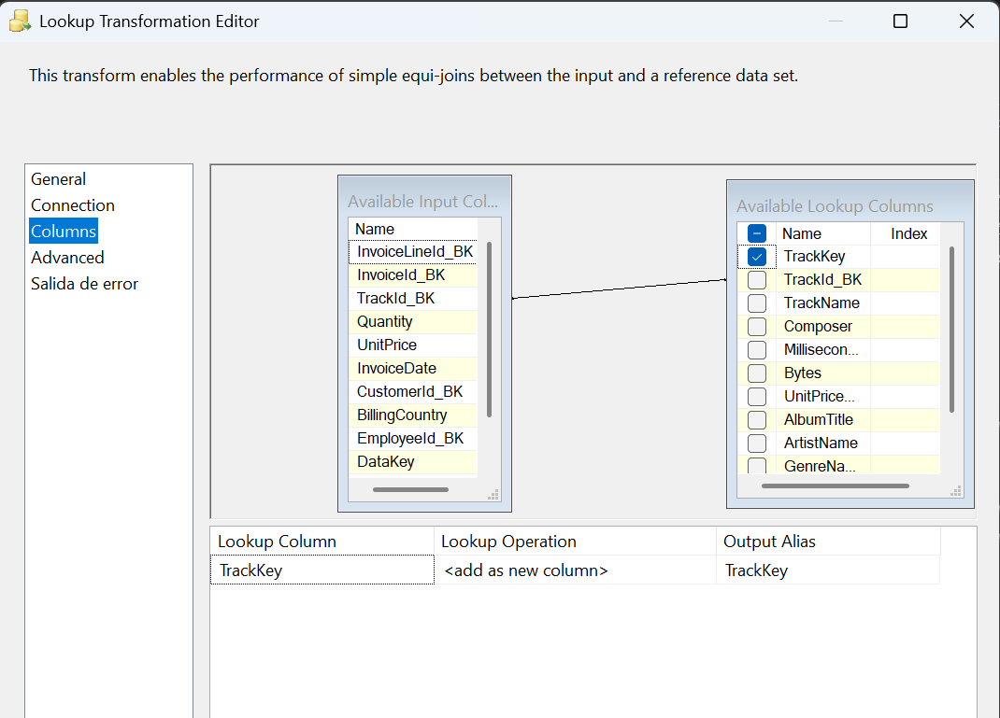 Lookup Transformation Editor
This transform enables the performance of simple equi-joins between the input and a reference data set.
General
Connection
Columns
Advanced
Salida de error
Available Input Col...
Name
InvoiceLineId_BK
InvoiceId_BK
TrackId_BK
Quantity
UnitPrice
InvoiceDate
CustomerId_BK
BillingCountry
EmployeeId_BK
DataKey
Available Lookup Columns
Name Index
TrackKey
TrackId_BK
TrackName
Composer
Millisecon...
Bytes
UnitPrice...
AlbumTitle
ArtistName
GenreNa...
Lookup Column Lookup Operation Output Alias
TrackKey <add as new column> TrackKey